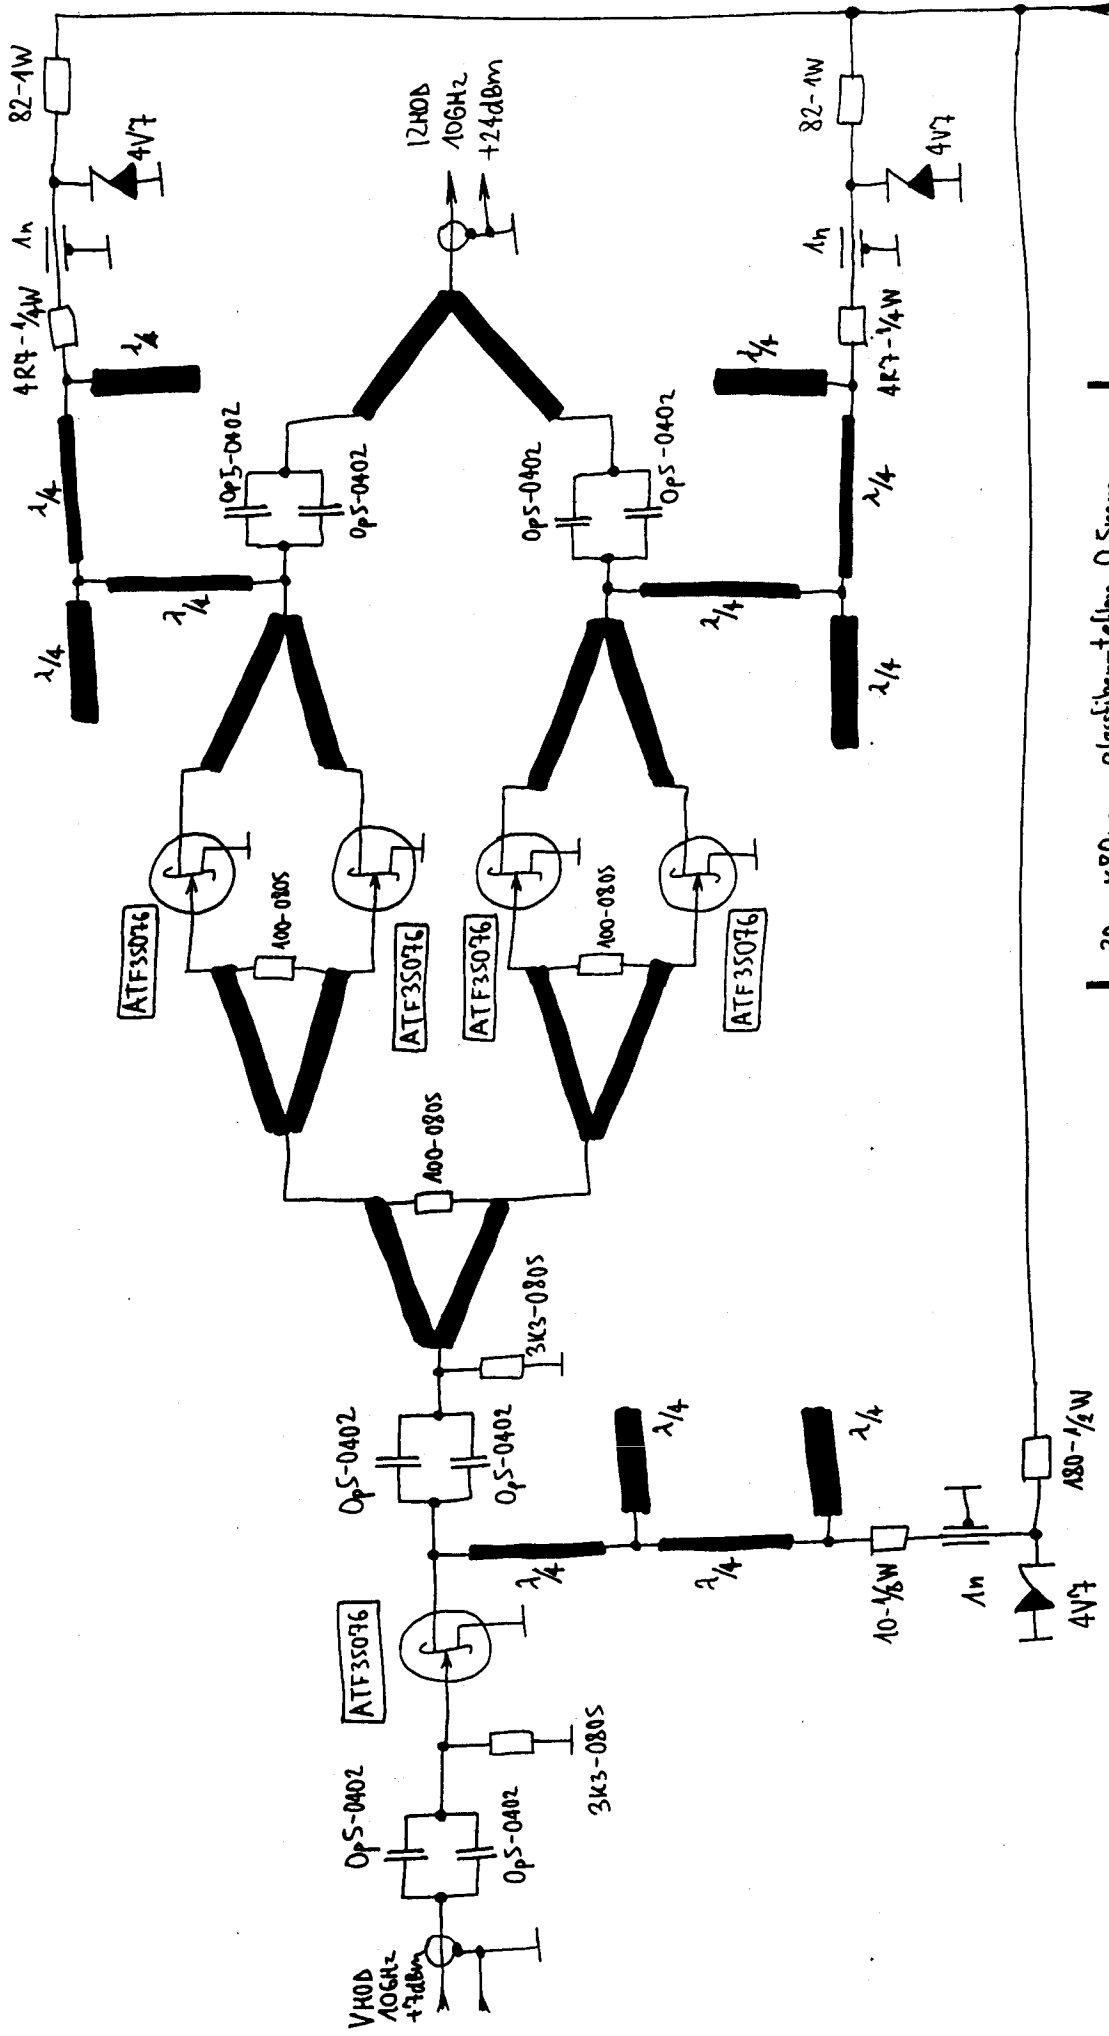 VHOD
10GHz
+7dBm
0p5-0402
0p5-0402
3K3-0805
ATF35076
λ/4
λ/4
λ/4
λ/4
10-1/8W
1n
4V7
180-1/2W
0p5-0402
0p5-0402
3K3-0805
100-0805
ATF35076
100-0805
ATF35076
ATF35076
100-0805
ATF35076
λ/4
λ/4
λ/4
λ/4
4R7-1/4W
1n
82-1W
4V7
0p5-0402
0p5-0402
0p5-0402
0p5-0402
λ/4
λ/4
λ/4
λ/4
4R7-1/4W
1n
82-1W
4V7
IZHOD
10GHz
+24dBm